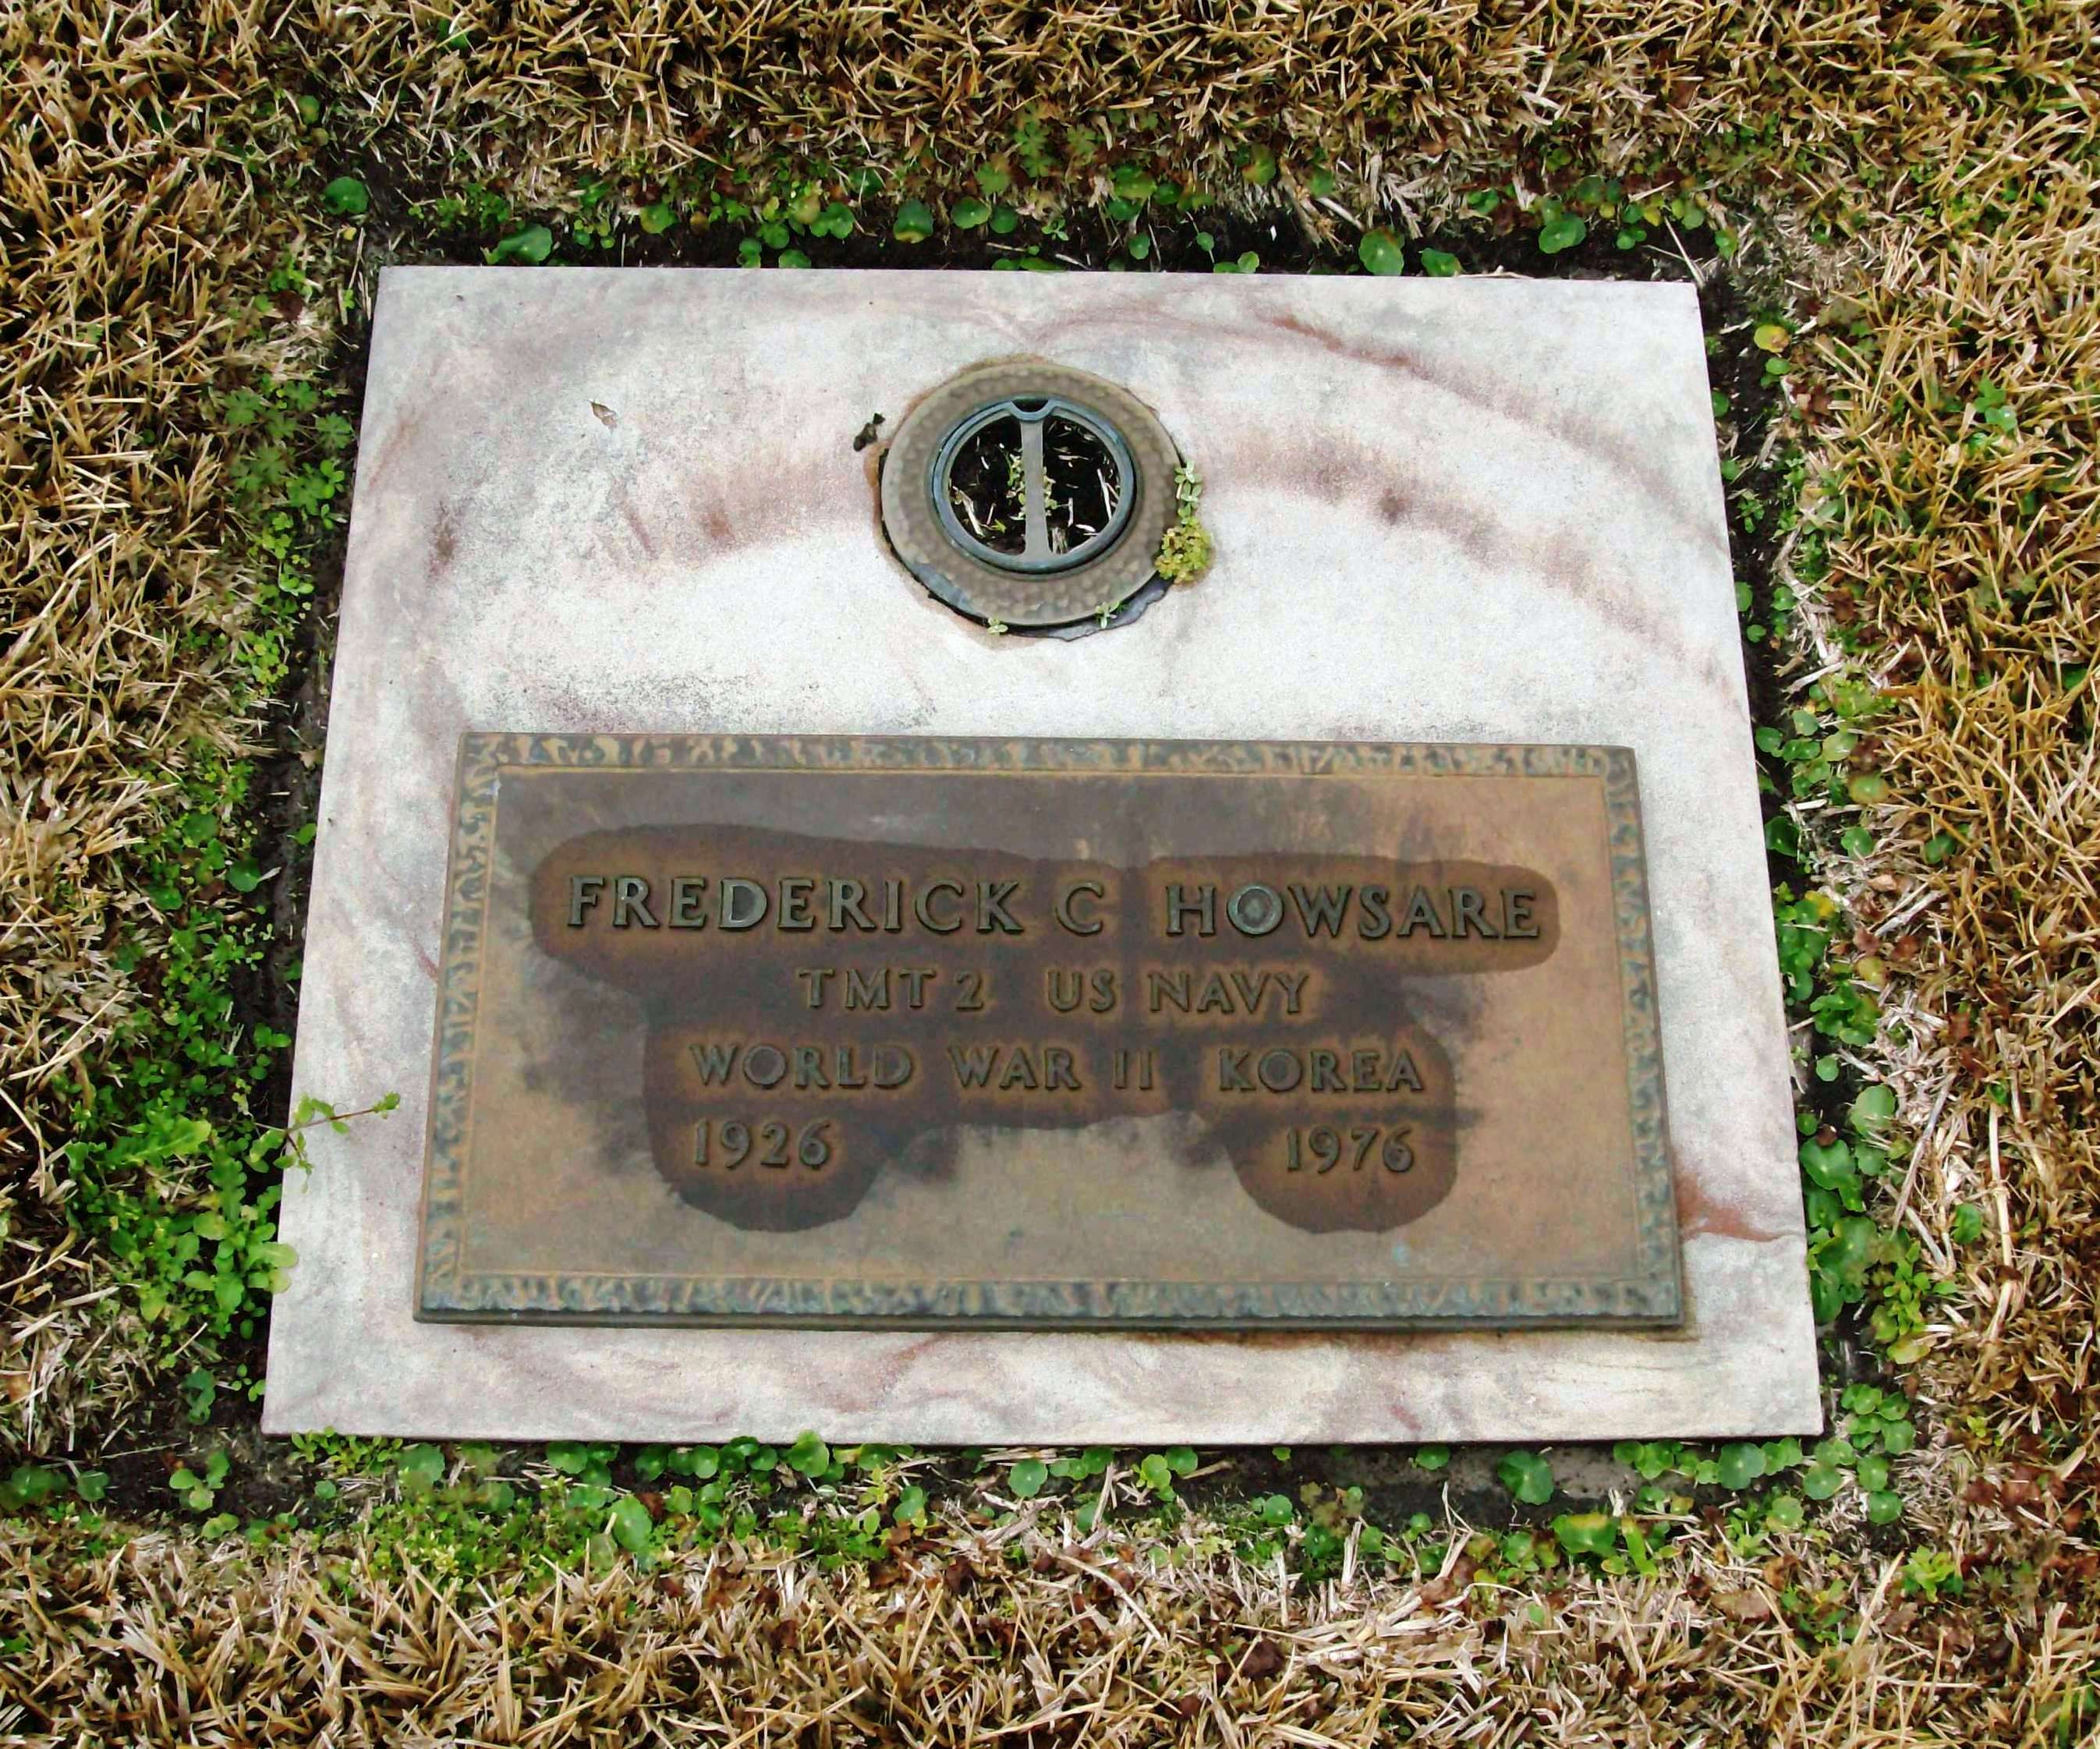 FREDERICK C HOWSARE
TMT 2 US NAVY
WORLD WAR II KOREA
1926 1976